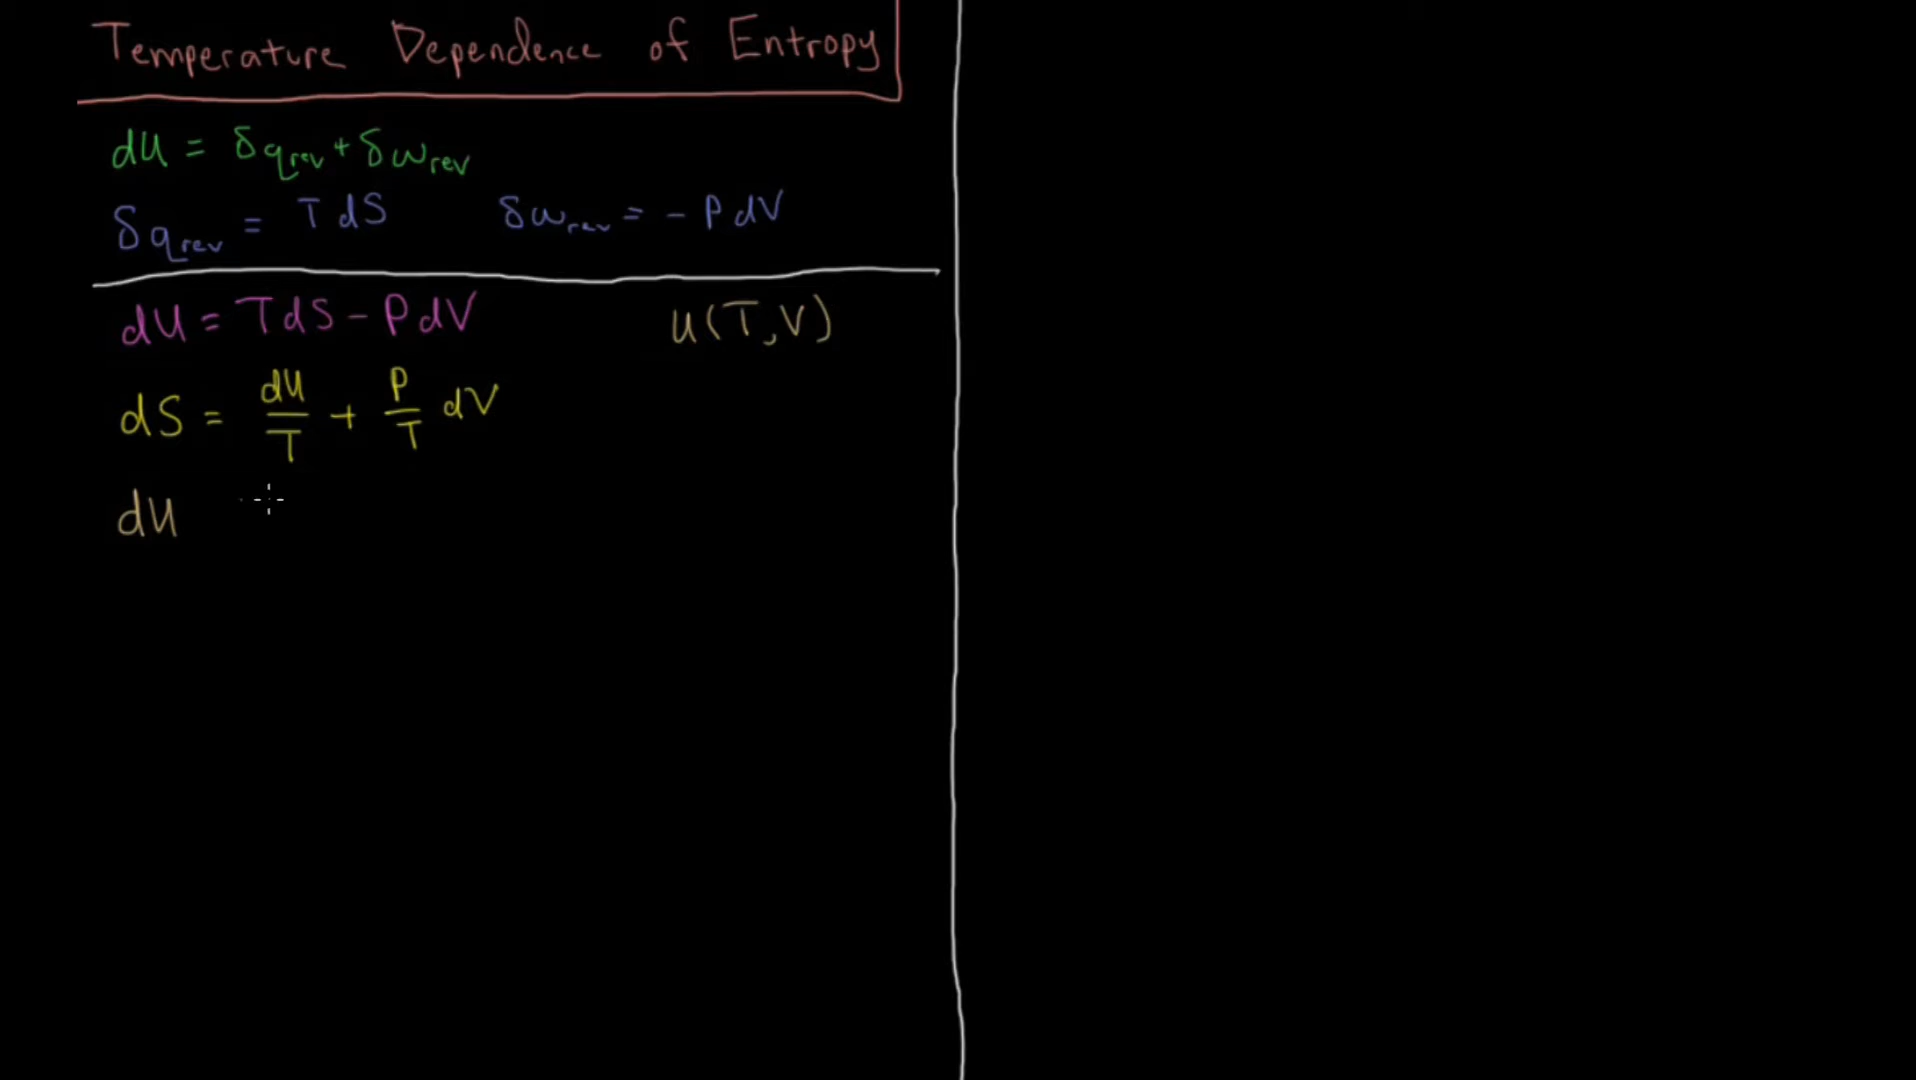 Temperature Dependence of Entropy
dU = δq_rev + δw_rev
δq_rev = TdS δw_rev = - PdV
dU = TdS - PdV U(T,V)
dS = dU/T + P/T dV
dU